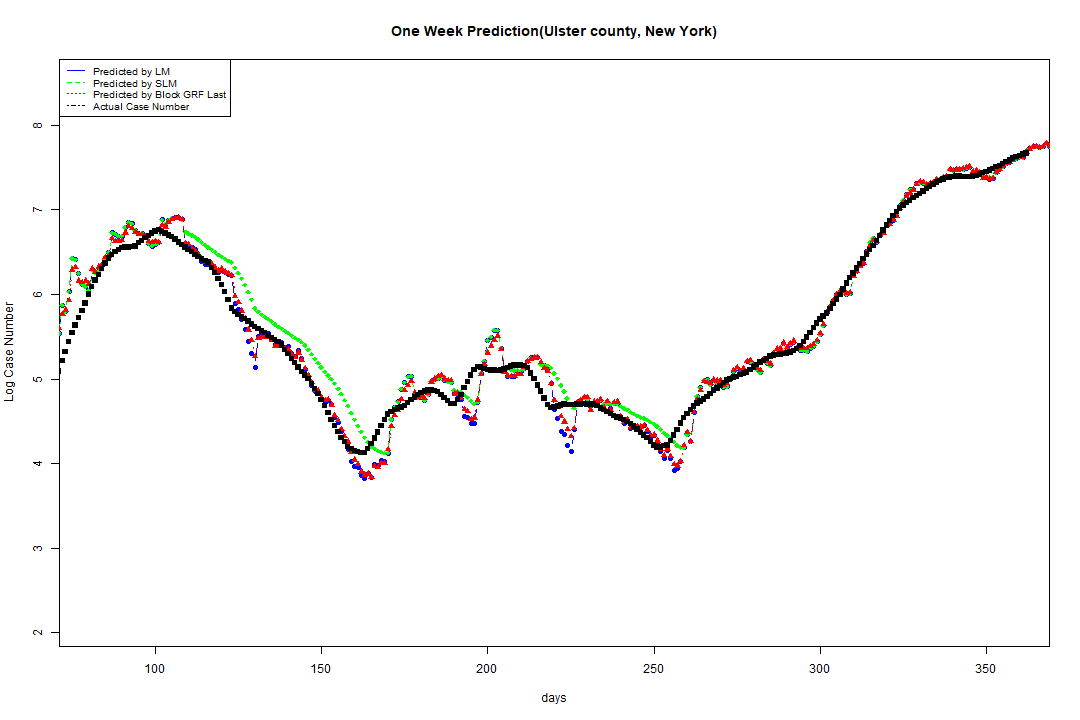 One Week Prediction(Ulster county, New York)
Predicted by LM
Predicted by SLM
Predicted by Block GRF Last
Actual Case Number
Log Case Number
8
7
6
5
4
3
2
100 150 200 250 300 350
days